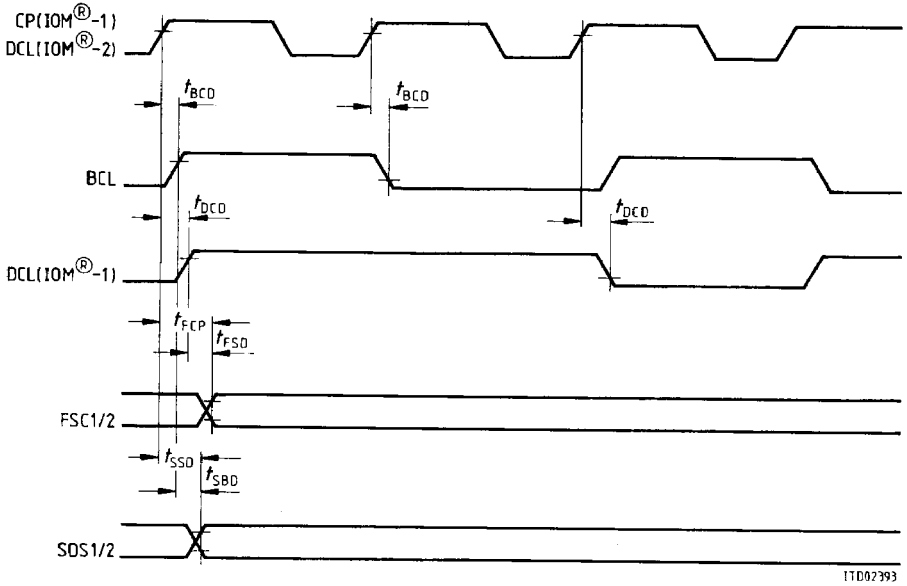 CP(IOM®-1)
DCL(IOM®-2)
tBCD
tBCD
BCL
tDCD
tDCD
DCL(IOM®-1)
tFCP
tFSD
FSC1/2
tSSD
tSBD
SDS1/2
ITD02393